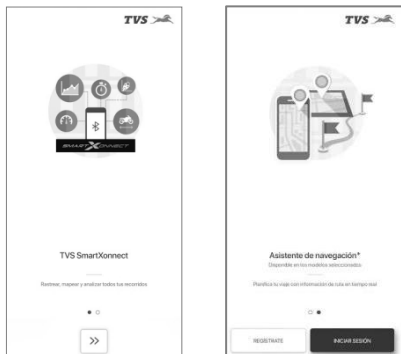 TVS
SMARTXONNECT
TVS SmartXonnect
Rastrear, mapear y analizar todos tus recorridos
TVS
Asistente de navegación*
Disponible en los modelos seleccionados
Planifica tu viaje con información de ruta en tiempo real
REGÍSTRATE
INICIAR SESIÓN